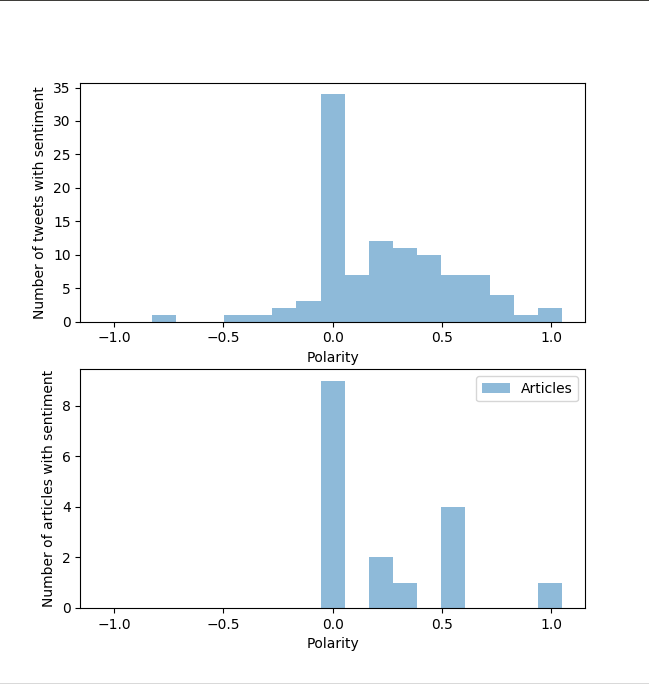 Number of tweets with sentiment
35
30
25
20
15
10
5
0
−1.0 −0.5 0.0 0.5 1.0
Polarity
Number of articles with sentiment
Articles
8
6
4
2
0
−1.0 −0.5 0.0 0.5 1.0
Polarity